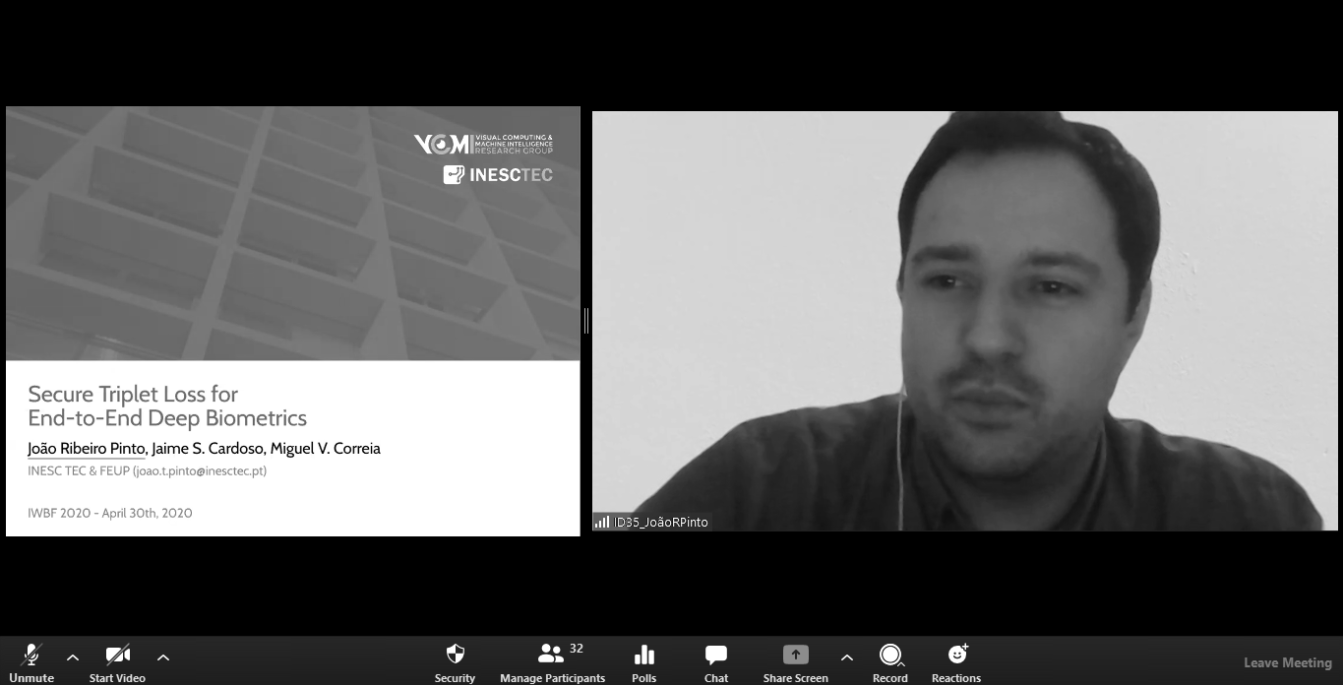 VCMI VISUAL COMPUTING &
MACHINE INTELLIGENCE
RESEARCH GROUP
INESCTEC
Secure Triplet Loss for
End-to-End Deep Biometrics
João Ribeiro Pinto, Jaime S. Cardoso, Miguel V. Correia
INESC TEC & FEUP (joao.t.pinto@inesctec.pt)
IWBF 2020 - April 30th, 2020
ID35_JoãoRPinto
32
Unmute
Start Video
Security
Manage Participants
Polls
Chat
Share Screen
Record
Reactions
Leave Meeting